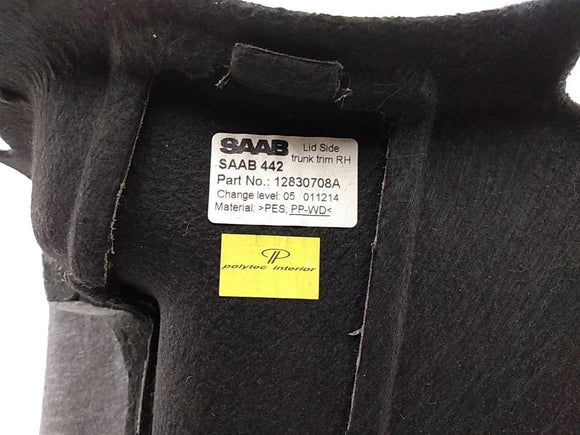 SAAB Lid Side
trunk trim RH
SAAB 442
Part No.: 12830708A
Change level: 05 011214
Material: >PES; PP-WD<
polytec interior